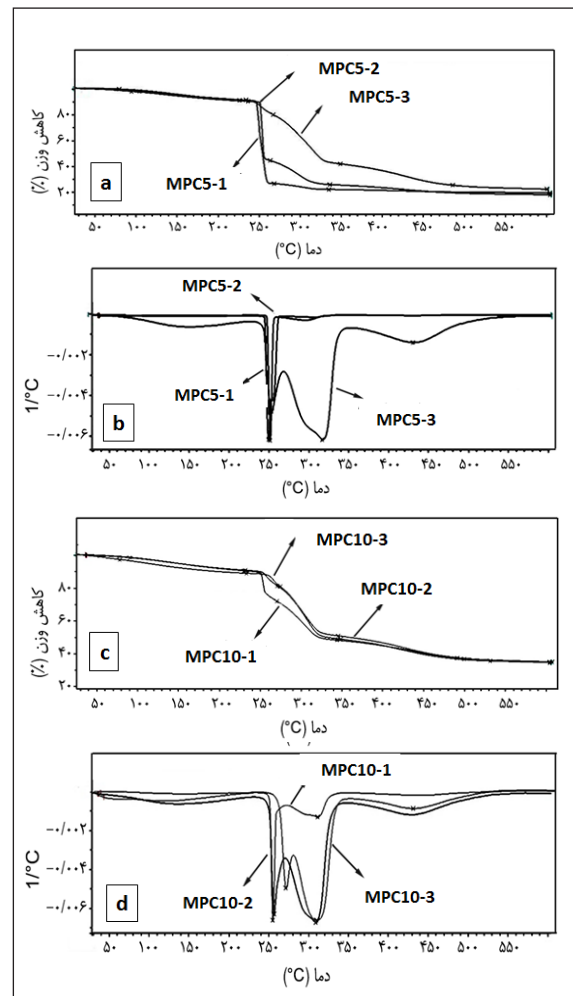 MPC5-2
MPC5-3
MPC5-1
کاهش وزن (%)
۸۰
۶۰
۴۰
۲۰
a
۵۰ ۱۰۰ ۱۵۰ ۲۰۰ ۲۵۰ ۳۰۰ ۳۵۰ ۴۰۰ ۴۵۰ ۵۰۰ ۵۵۰
دما (°C)
MPC5-2
MPC5-1
MPC5-3
1/°C
−۰/۰۰۲
−۰/۰۰۴
−۰/۰۰۶
b
۵۰ ۱۰۰ ۱۵۰ ۲۰۰ ۲۵۰ ۳۰۰ ۳۵۰ ۴۰۰ ۴۵۰ ۵۰۰ ۵۵۰
دما (°C)
MPC10-3
MPC10-2
MPC10-1
کاهش وزن (%)
۸۰
۶۰
۴۰
۲۰
c
۵۰ ۱۰۰ ۱۵۰ ۲۰۰ ۲۵۰ ۳۰۰ ۳۵۰ ۴۰۰ ۴۵۰ ۵۰۰ ۵۵۰
MPC10-1
MPC10-2
MPC10-3
1/°C
−۰/۰۰۲
−۰/۰۰۴
−۰/۰۰۶
d
۵۰ ۱۰۰ ۱۵۰ ۲۰۰ ۲۵۰ ۳۰۰ ۳۵۰ ۴۰۰ ۴۵۰ ۵۰۰ ۵۵۰
دما (°C)